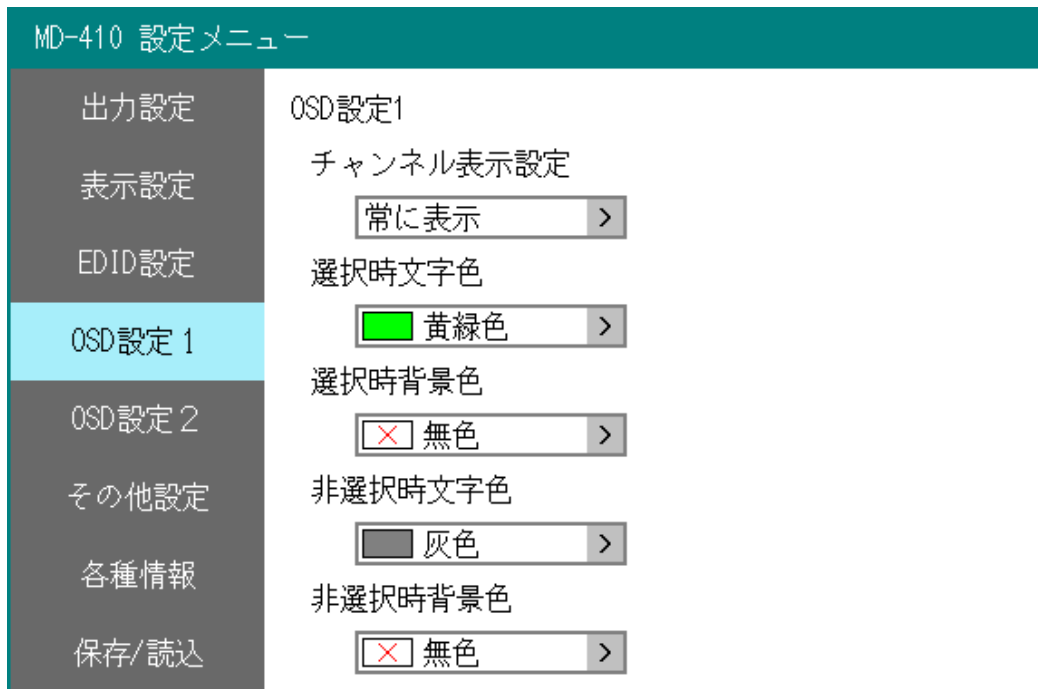 MD-410 設定メニュー
出力設定
表示設定
EDID設定
OSD設定１
OSD設定２
その他設定
各種情報
保存/読込
OSD設定1
チャンネル表示設定
常に表示 >
選択時文字色
黄緑色 >
選択時背景色
無色 >
非選択時文字色
灰色 >
非選択時背景色
無色 >